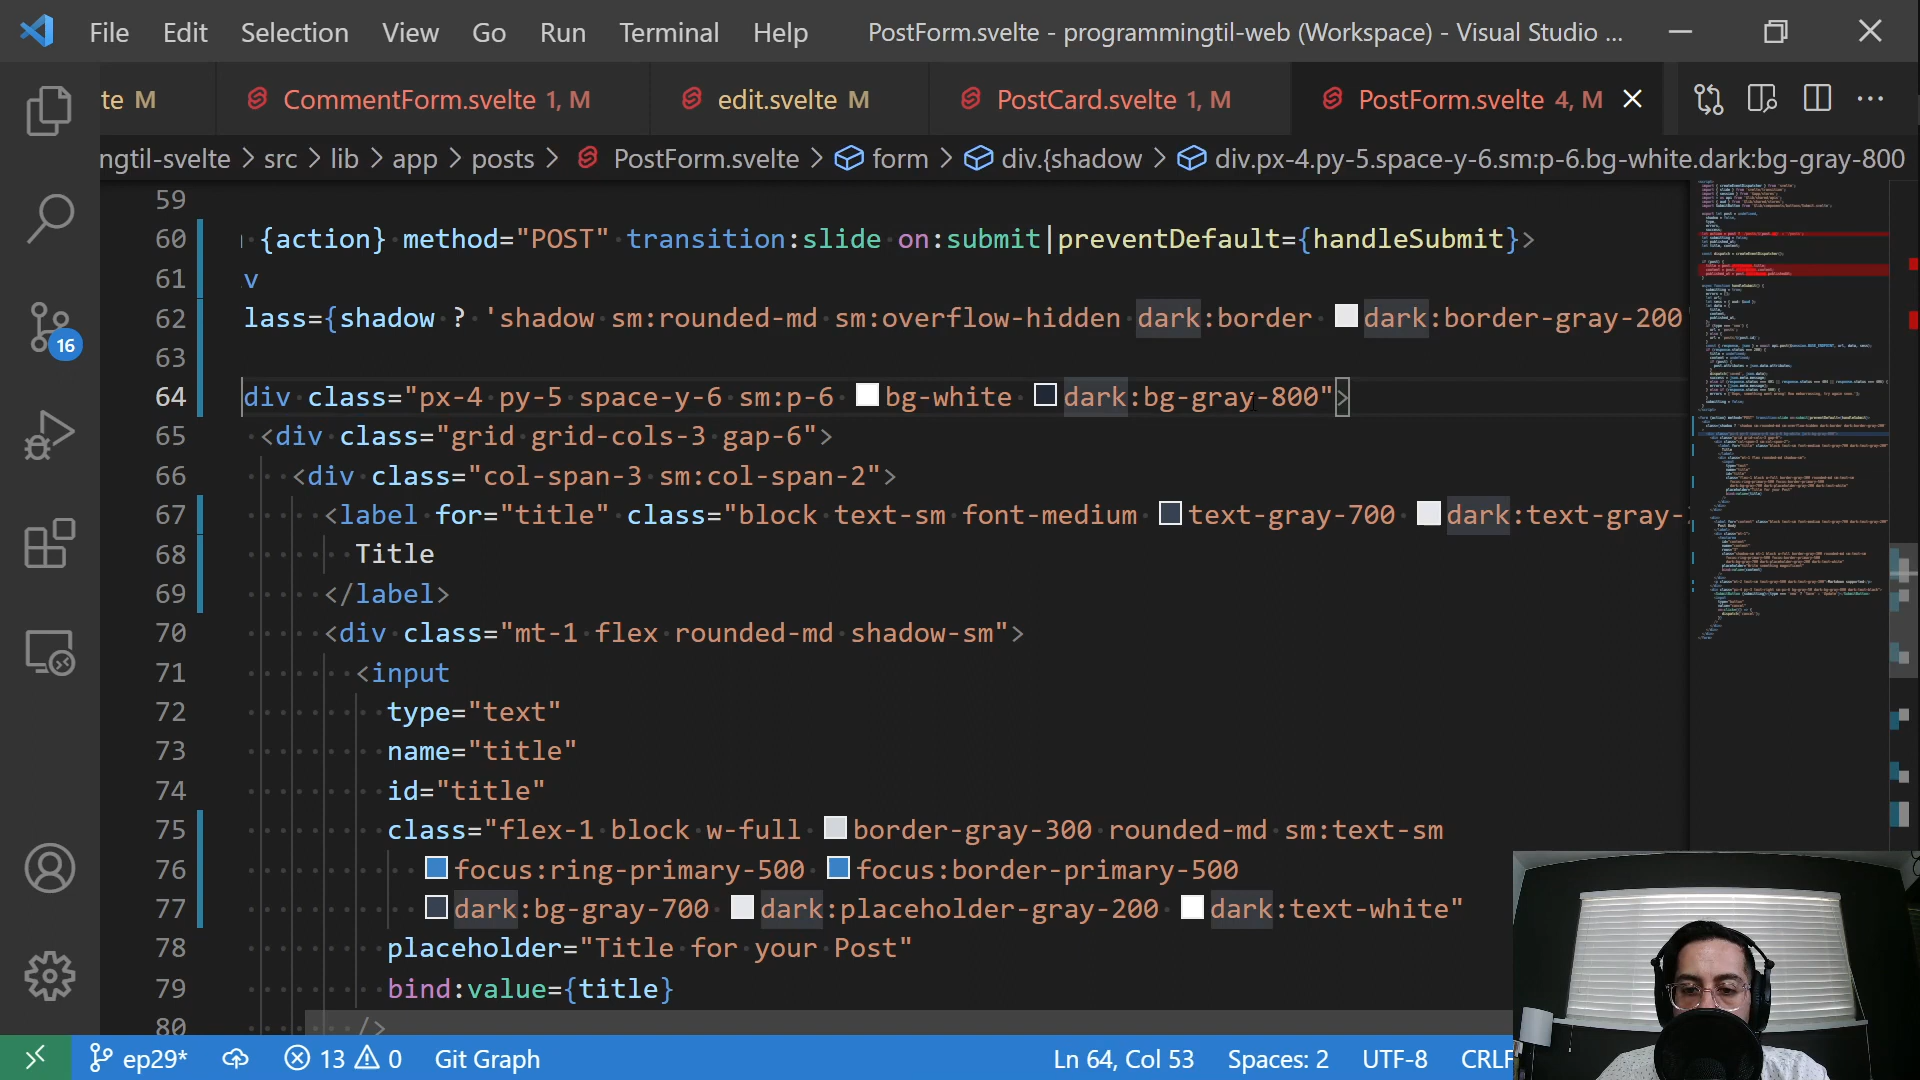 File Edit Selection View Go Run Terminal Help PostForm.svelte - programmingtil-web (Workspace) - Visual Studio ...
te M CommentForm.svelte 1, M edit.svelte M PostCard.svelte 1, M PostForm.svelte 4, M
ngtil-svelte > src > lib > app > posts > PostForm.svelte > form > div.{shadow > div.px-4.py-5.space-y-6.sm:p-6.bg-white.dark:bg-gray-800
59
60 {action} method="POST" transition:slide on:submit|preventDefault={handleSubmit}>
61 v
62 lass={shadow ? 'shadow sm:rounded-md sm:overflow-hidden dark:border dark:border-gray-200
63
64 div class="px-4 py-5 space-y-6 sm:p-6 bg-white dark:bg-gray-800">
65 <div class="grid grid-cols-3 gap-6">
66 <div class="col-span-3 sm:col-span-2">
67 <label for="title" class="block text-sm font-medium text-gray-700 dark:text-gray-
68 Title
69 </label>
70 <div class="mt-1 flex rounded-md shadow-sm">
71 <input
72 type="text"
73 name="title"
74 id="title"
75 class="flex-1 block w-full border-gray-300 rounded-md sm:text-sm
76 focus:ring-primary-500 focus:border-primary-500
77 dark:bg-gray-700 dark:placeholder-gray-200 dark:text-white"
78 placeholder="Title for your Post"
79 bind:value={title}
80 />
16
ep29* 13 0 Git Graph Ln 64, Col 53 Spaces: 2 UTF-8 CRLF